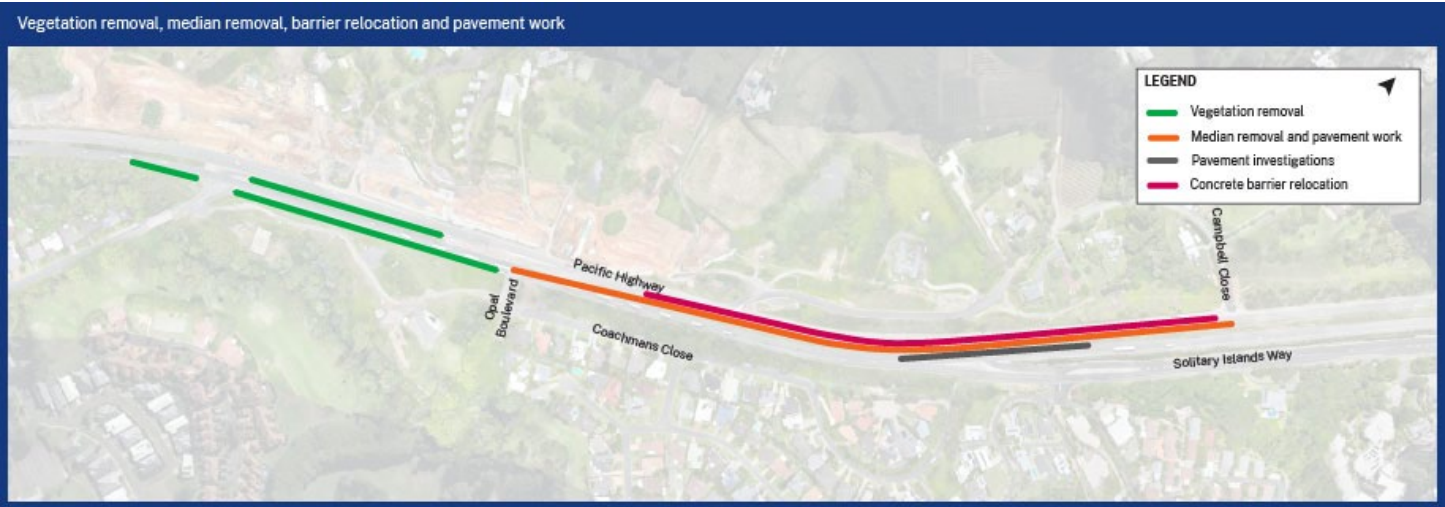 Vegetation removal, median removal, barrier relocation and pavement work
LEGEND
Vegetation removal
Median removal and pavement work
Pavement investigations
Concrete barrier relocation
Campbell Close
Pacific Highway
Opal
Boulevard
Coachmans Close
Solitary Islands Way